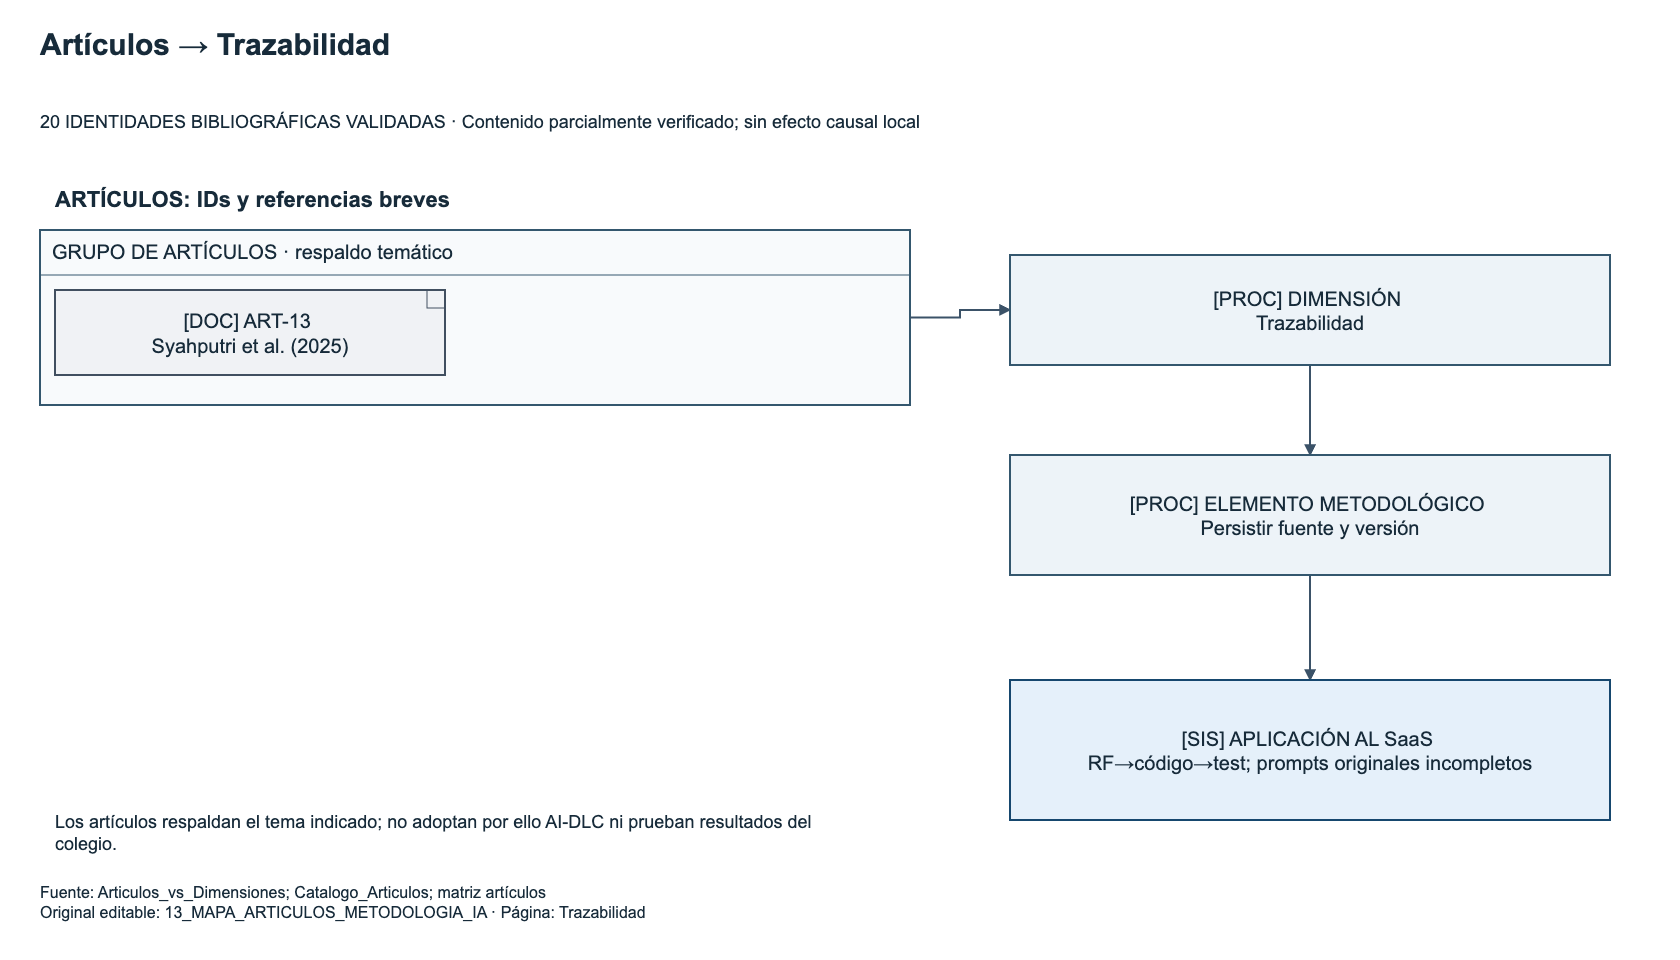 Artículos → Trazabilidad
20 IDENTIDADES BIBLIOGRÁFICAS VALIDADAS · Contenido parcialmente verificado; sin efecto causal local
ARTÍCULOS: IDs y referencias breves
GRUPO DE ARTÍCULOS · respaldo temático
[DOC] ART-13
Syahputri et al. (2025)
[PROC] DIMENSIÓN
Trazabilidad
[PROC] ELEMENTO METODOLÓGICO
Persistir fuente y versión
[SIS] APLICACIÓN AL SaaS
RF→código→test; prompts originales incompletos
Los artículos respaldan el tema indicado; no adoptan por ello AI-DLC ni prueban resultados del
colegio.
Fuente: Articulos_vs_Dimensiones; Catalogo_Articulos; matriz artículos
Original editable: 13_MAPA_ARTICULOS_METODOLOGIA_IA · Página: Trazabilidad